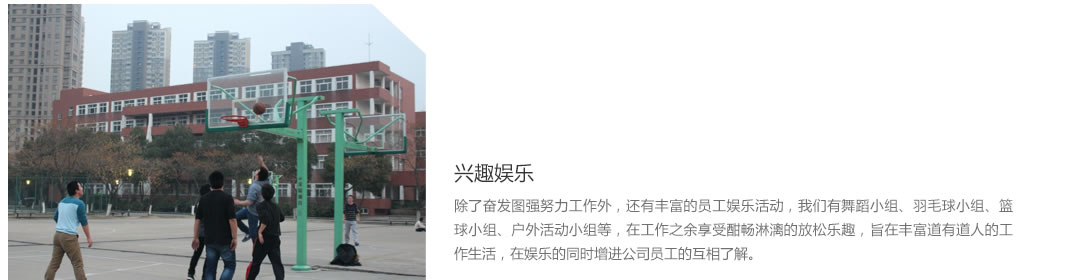 兴趣娱乐
除了奋发图强努力工作外，还有丰富的员工娱乐活动，我们有舞蹈小组、羽毛球小组、篮
球小组、户外活动小组等，在工作之余享受酣畅淋漓的放松乐趣，旨在丰富道有道人的工
作生活，在娱乐的同时增进公司员工的互相了解。